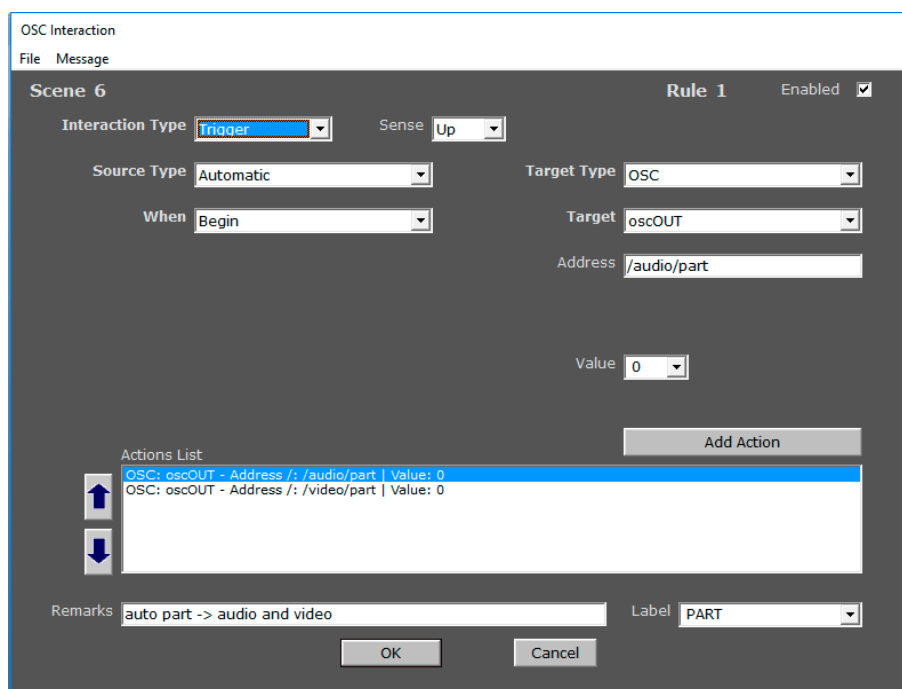 OSC Interaction
File Message
Scene 6 Rule 1 Enabled
Interaction Type Trigger Sense Up
Source Type Automatic Target Type OSC
When Begin Target oscOUT
Address /audio/part
Value 0
Add Action
Actions List
OSC: oscOUT - Address /: /audio/part | Value: 0
OSC: oscOUT - Address /: /video/part | Value: 0
Remarks auto part -> audio and video Label PART
OK Cancel